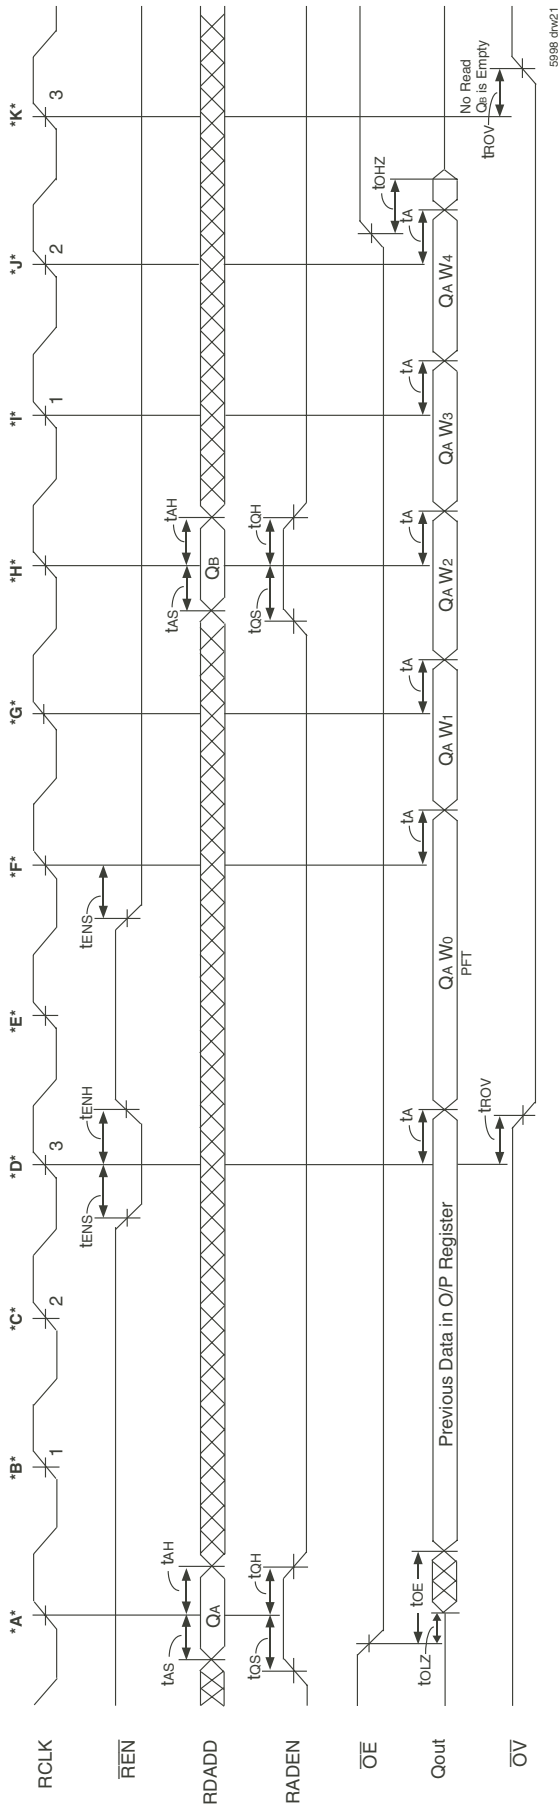 *A* *B* *C* *D* *E* *F* *G* *H* *I* *J* *K*
RCLK 1 2 3 1 2 3
REN tENS tENH tENS
RDADD tAS QA tAH tAS QB tAH
RADEN tQS tQH tQS tQH
OE tOHZ
tOLZ tOE tA tA tA tA tA tA
Qout Previous Data in O/P Register QA W0 QA W1 QA W2 QA W3 QA W4
PFT
No Read
QB is Empty
OV tROV tROV
5998 drw21